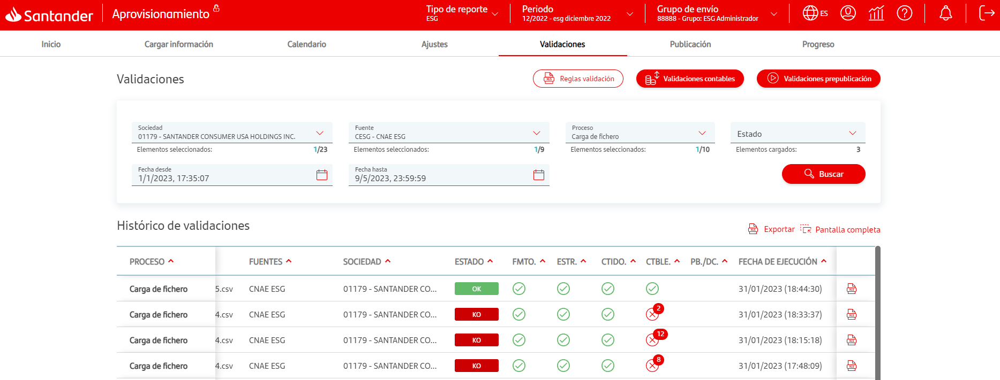 Santander
Aprovisionamiento
Tipo de reporte
ESG
Periodo
12/2022 - esg diciembre 2022
Grupo de envío
88888 - Grupo: ESG Administrador
ES
Inicio
Cargar información
Calendario
Ajustes
Validaciones
Publicación
Progreso
Validaciones
XLS Reglas validación
Validaciones contables
Validaciones prepublicación
Sociedad
01179 - SANTANDER CONSUMER USA HOLDINGS INC.
Elementos seleccionados: 1/23
Fuente
CESG - CNAE ESG
Elementos seleccionados: 1/9
Proceso
Carga de fichero
Elementos seleccionados: 1/10
Estado
Elementos cargados: 3
Fecha desde
1/1/2023, 17:35:07
Fecha hasta
9/5/2023, 23:59:59
Buscar
Histórico de validaciones
XLS Exportar
Pantalla completa
PROCESO FUENTES SOCIEDAD ESTADO FMTO. ESTR. CTIDO. CTBLE. PB./DC. FECHA DE EJECUCIÓN
Carga de fichero 5.csv CNAE ESG 01179 - SANTANDER CO... OK 31/01/2023 (18:44:30) XLS
Carga de fichero 4.csv CNAE ESG 01179 - SANTANDER CO... KO 2 31/01/2023 (18:33:37) XLS
Carga de fichero 4.csv CNAE ESG 01179 - SANTANDER CO... KO 12 31/01/2023 (18:15:18) XLS
Carga de fichero 4.csv CNAE ESG 01179 - SANTANDER CO... KO 8 31/01/2023 (17:48:09) XLS